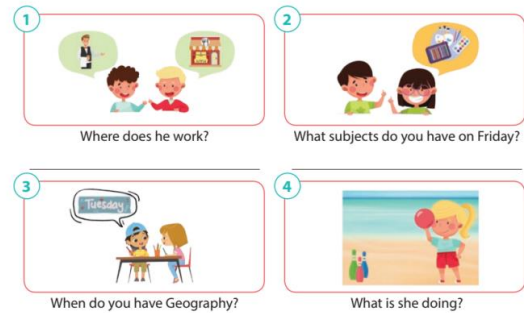 1
2
Where does he work?
What subjects do you have on Friday?
3
4
Tuesday
When do you have Geography?
What is she doing?